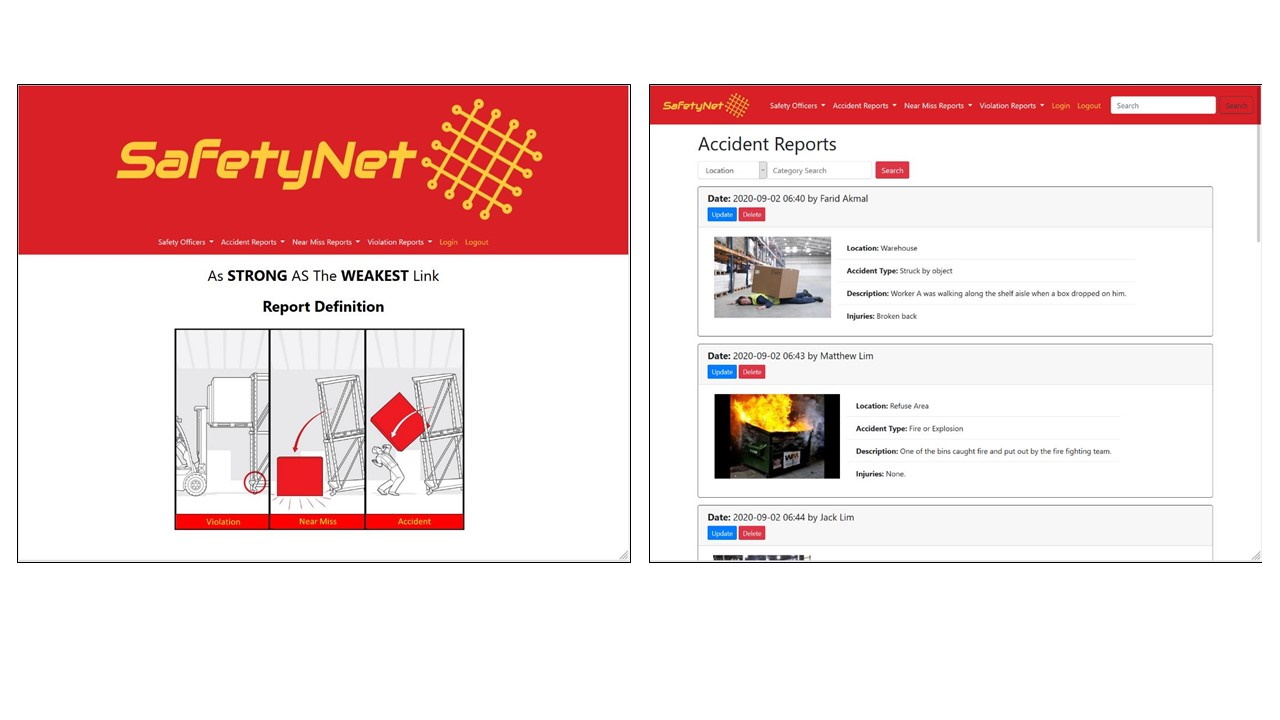 SafetyNet
Safety Officers Accident Reports Near Miss Reports Violation Reports Login Logout
As STRONG AS The WEAKEST Link
Report Definition
Violation Near Miss Accident
SafetyNet Safety Officers Accident Reports Near Miss Reports Violation Reports Login Logout Search Search
Accident Reports
Location Category Search Search
Date: 2020-09-02 06:40 by Farid Akmal
Update Delete
Location: Warehouse
Accident Type: Struck by object
Description: Worker A was walking along the shelf aisle when a box dropped on him.
Injuries: Broken back
Date: 2020-09-02 06:43 by Matthew Lim
Update Delete
Location: Refuse Area
Accident Type: Fire or Explosion
Description: One of the bins caught fire and put out by the fire fighting team.
Injuries: None.
WM
Date: 2020-09-02 06:44 by Jack Lim
Update Delete